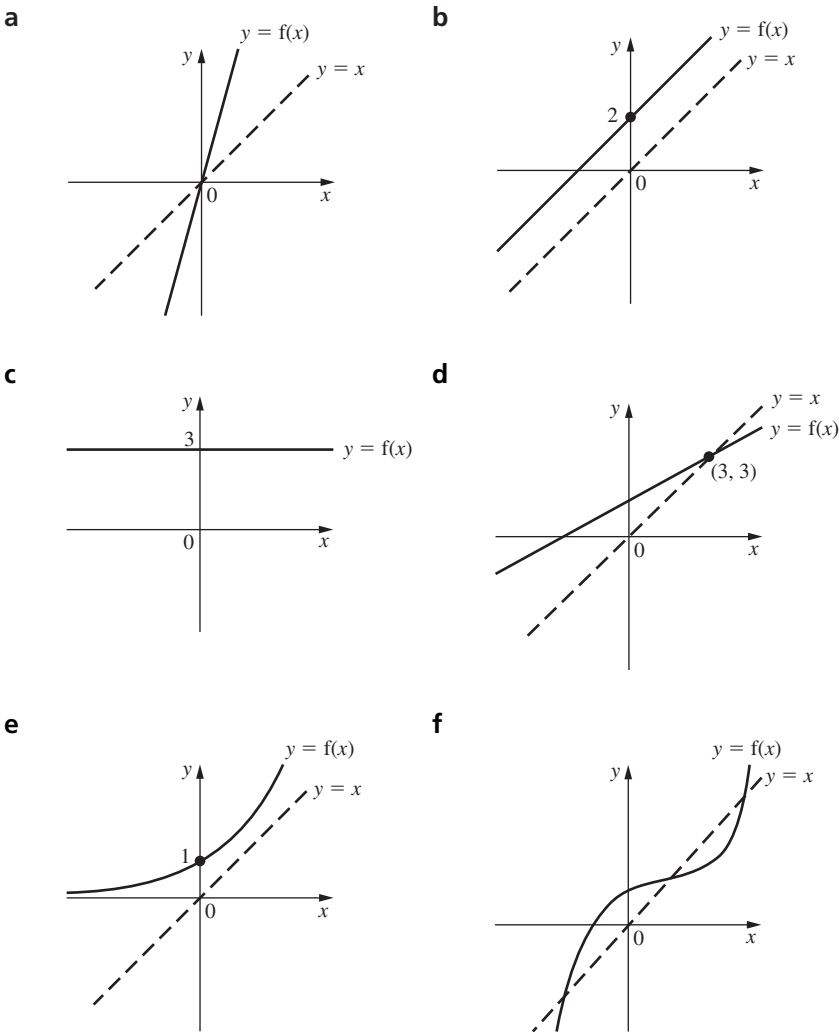 a
y = f(x)
y
y = x
0
x
b
y = f(x)
y
y = x
2
0
x
c
y
3
y = f(x)
0
x
d
y = x
y
y = f(x)
(3, 3)
0
x
e
y = f(x)
y
y = x
1
0
x
f
y = f(x)
y
y = x
0
x